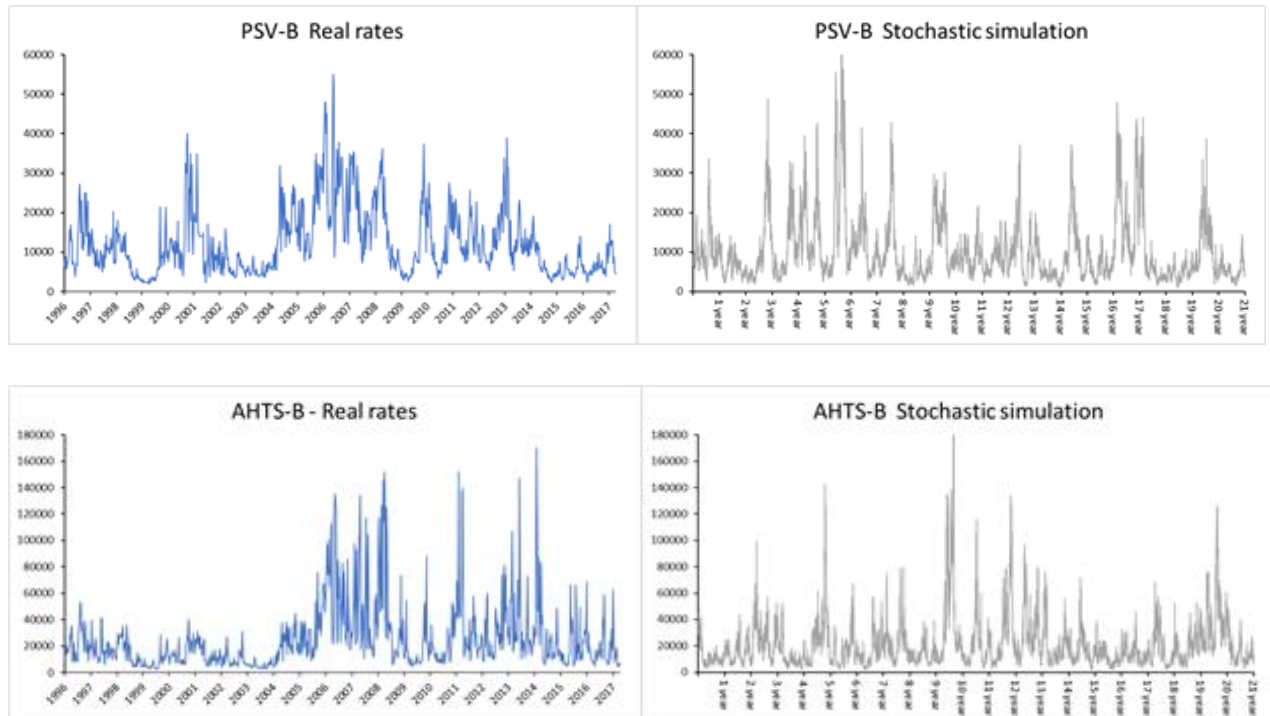 PSV-B Real rates
60000
50000
40000
30000
20000
10000
0
1996
1997
1998
1999
2000
2001
2002
2003
2004
2005
2006
2007
2008
2009
2010
2011
2012
2013
2014
2015
2016
2017
PSV-B Stochastic simulation
60000
50000
40000
30000
20000
10000
0
1 year
2 year
3 year
4 year
5 year
6 year
7 year
8 year
9 year
10 year
11 year
12 year
13 year
14 year
15 year
16 year
17 year
18 year
19 year
20 year
21 year
AHTS-B - Real rates
180000
160000
140000
120000
100000
80000
60000
40000
20000
0
1996
1997
1998
1999
2000
2001
2002
2003
2004
2005
2006
2007
2008
2009
2010
2011
2012
2013
2014
2015
2016
2017
AHTS-B Stochastic simulation
180000
160000
140000
120000
100000
80000
60000
40000
20000
0
1 year
2 year
3 year
4 year
5 year
6 year
7 year
8 year
9 year
10 year
11 year
12 year
13 year
14 year
15 year
16 year
17 year
18 year
19 year
20 year
21 year